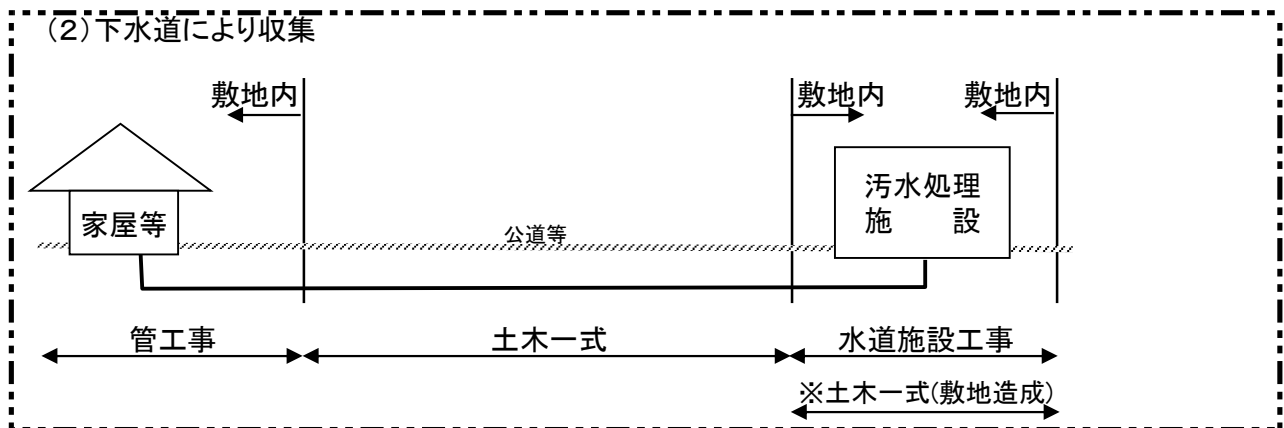 (２)下水道により収集
敷地内
敷地内
敷地内
家屋等
公道等
汚水処理
施　　設
管工事
土木一式
水道施設工事
※土木一式(敷地造成)